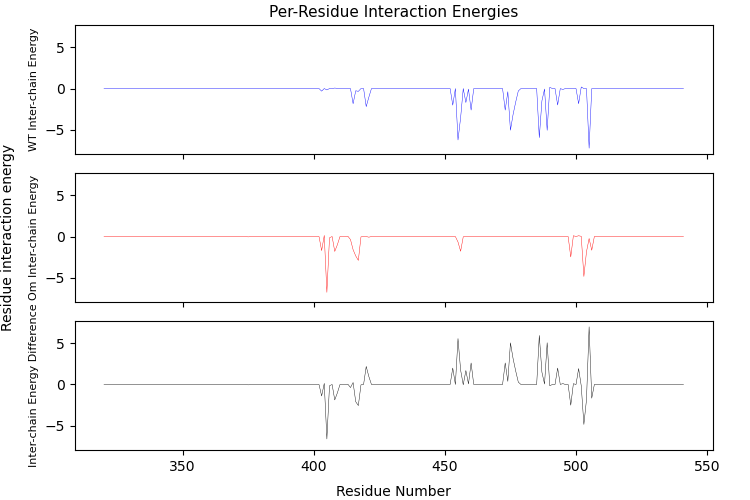 Per-Residue Interaction Energies
WT Inter-chain Energy
5
0
−5
Om Inter-chain Energy
5
0
−5
Inter-chain Energy Difference
5
0
−5
350
400
450
500
550
Residue interaction energy
Residue Number